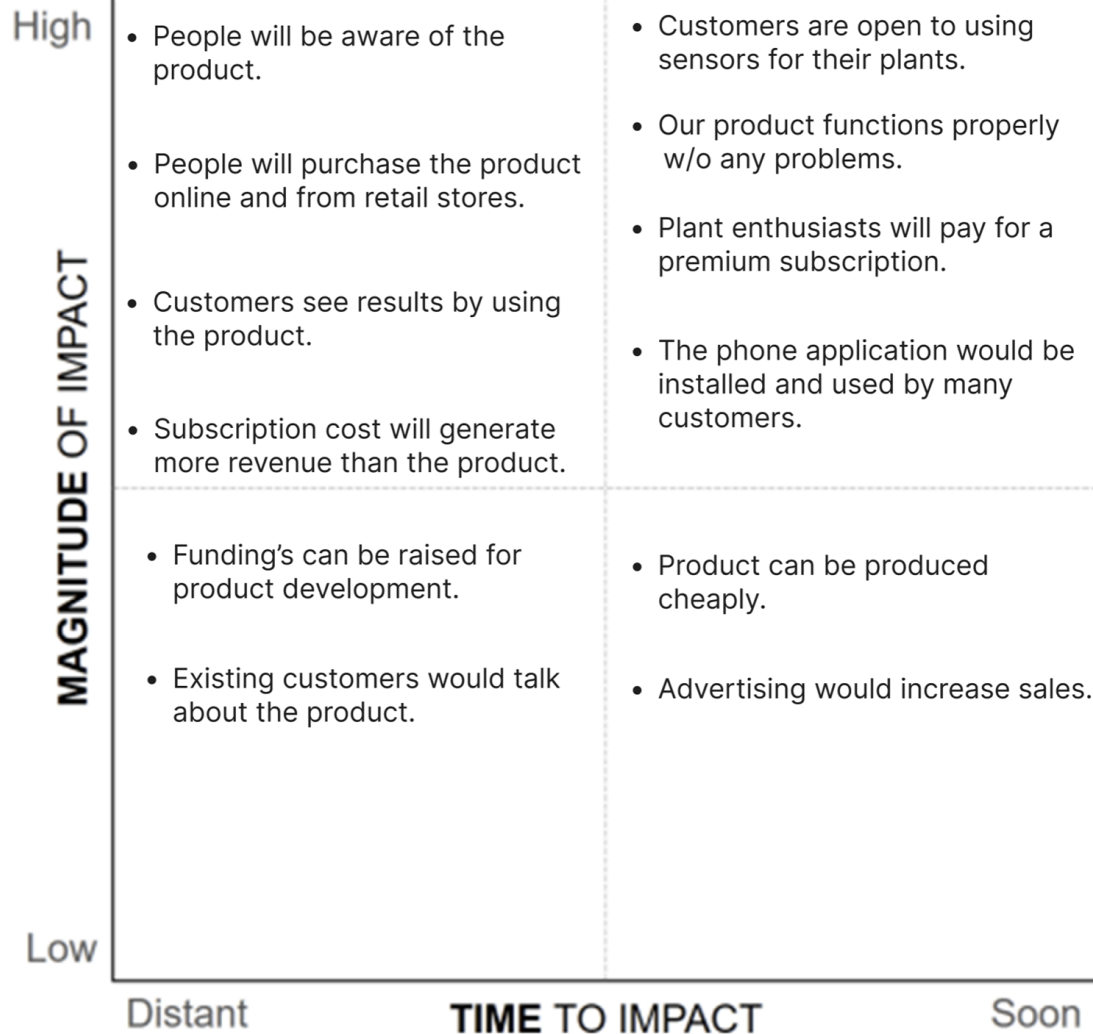 High
• People will be aware of the
product.
• People will purchase the product
online and from retail stores.
• Customers see results by using
the product.
• Subscription cost will generate
more revenue than the product.
• Customers are open to using
sensors for their plants.
• Our product functions properly
w/o any problems.
• Plant enthusiasts will pay for a
premium subscription.
• The phone application would be
installed and used by many
customers.
MAGNITUDE OF IMPACT
• Funding’s can be raised for
product development.
• Existing customers would talk
about the product.
• Product can be produced
cheaply.
• Advertising would increase sales.
Low
Distant
TIME TO IMPACT
Soon